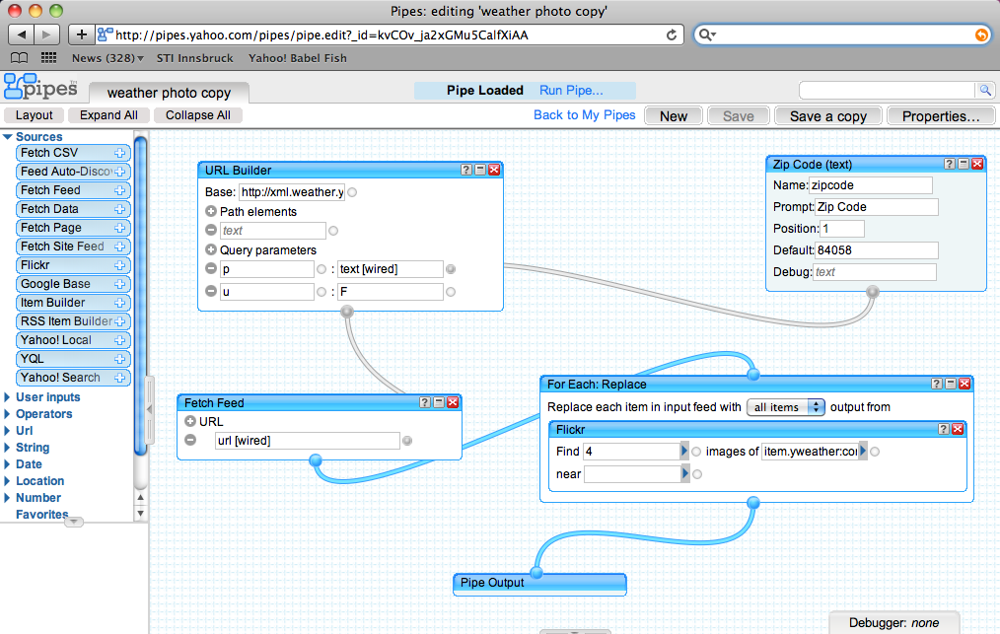 Pipes: editing 'weather photo copy'
http://pipes.yahoo.com/pipes/pipe.edit?_id=kvCOv_ja2xGMu5CalfXiAA
News (328) STI Innsbruck Yahoo! Babel Fish
pipes
weather photo copy
Pipe Loaded Run Pipe...
Layout Expand All Collapse All
Back to My Pipes New Save Save a copy Properties...
Sources
Fetch CSV
Feed Auto-Disco
Fetch Feed
Fetch Data
Fetch Page
Fetch Site Feed
Flickr
Google Base
Item Builder
RSS Item Builder
Yahoo! Local
YQL
Yahoo! Search
User inputs
Operators
Url
String
Date
Location
Number
Favorites
URL Builder
Base: http://xml.weather.y
Path elements
text
Query parameters
p : text [wired]
u : F
Zip Code (text)
Name: zipcode
Prompt: Zip Code
Position: 1
Default: 84058
Debug: text
Fetch Feed
URL
url [wired]
For Each: Replace
Replace each item in input feed with all items output from
Flickr
Find 4 images of item.yweather:co
near
Pipe Output
Debugger: none